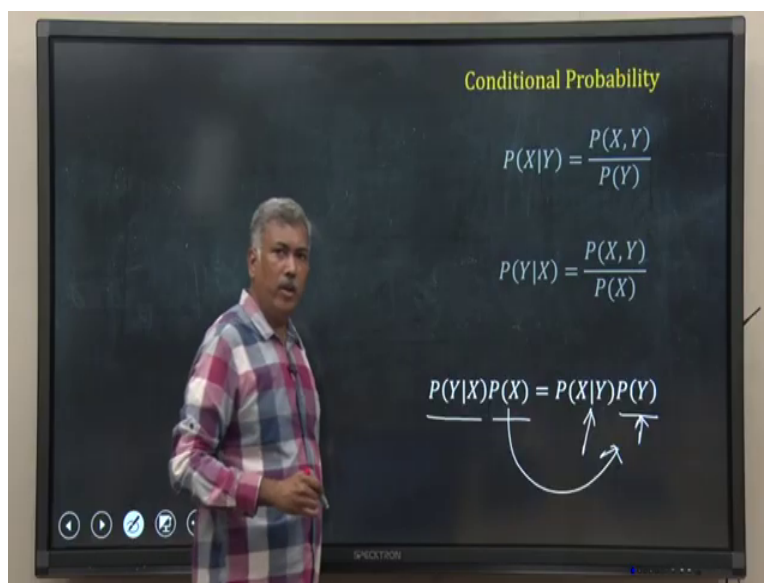 Conditional Probability
P(X|Y) = P(X,Y) / P(Y)
P(Y|X) = P(X,Y) / P(X)
P(Y|X)P(X) = P(X|Y)P(Y)
SPECKTRON